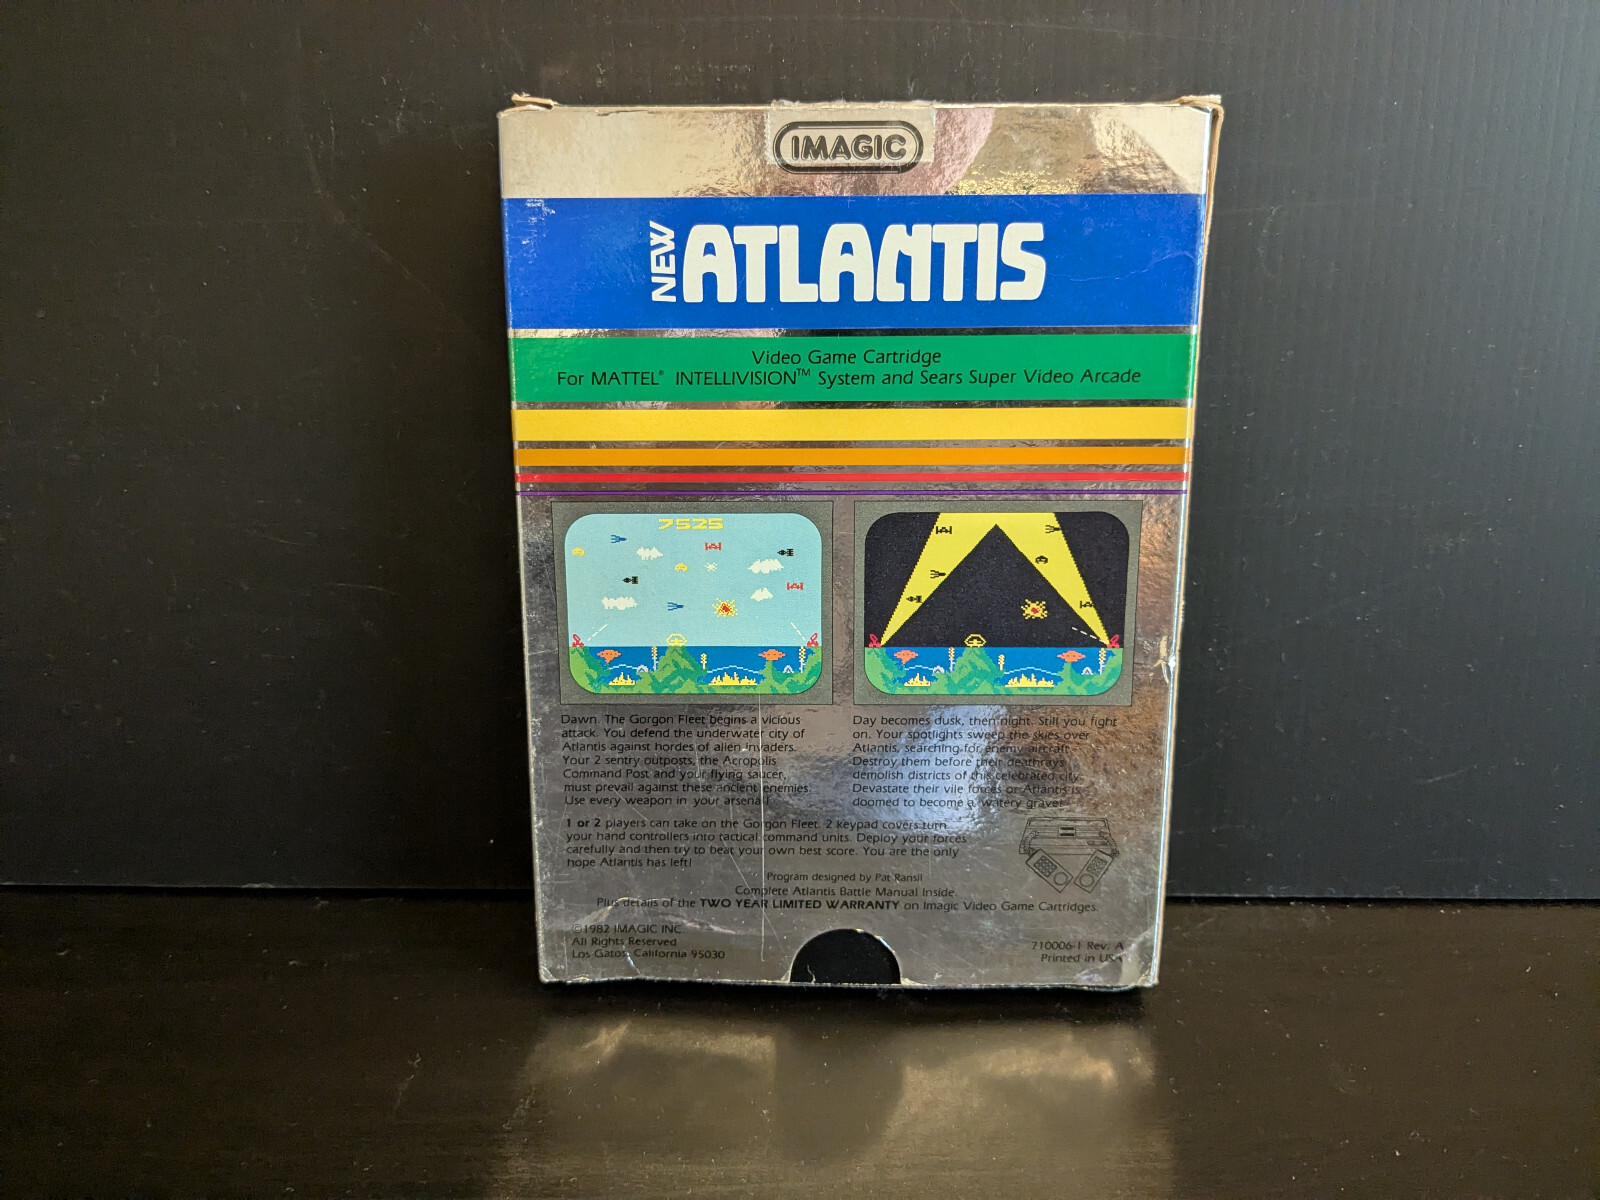 IMAGIC
NEW ATLANTIS
Video Game Cartridge
For MATTEL® INTELLIVISION™ System and Sears Super Video Arcade
7525
Dawn. The Gorgon Fleet begins a vicious
attack. You defend the underwater city of
Atlantis against hordes of alien invaders.
Your 2 sentry outposts, the Acropolis
Command Post and your flying saucer,
must prevail against these ancient enemies.
Use every weapon in your arsenal!
Day becomes dusk, then night. Still you fight
on. Your spotlights sweep the skies over
Atlantis, searching for enemy aircraft.
Destroy them before their deathrays
demolish districts of this celebrated city.
Devastate their vile forces or Atlantis is
doomed to become a watery grave!
1 or 2 players can take on the Gorgon Fleet. 2 keypad covers turn
your hand controllers into tactical command units. Deploy your forces
carefully and then try to beat your own best score. You are the only
hope Atlantis has left!
Program designed by Pat Ransil
Complete Atlantis Battle Manual Inside.
Plus details of the TWO YEAR LIMITED WARRANTY on Imagic Video Game Cartridges.
©1982 IMAGIC INC.
All Rights Reserved
Los Gatos, California 95030
710006-1 Rev. A
Printed in USA